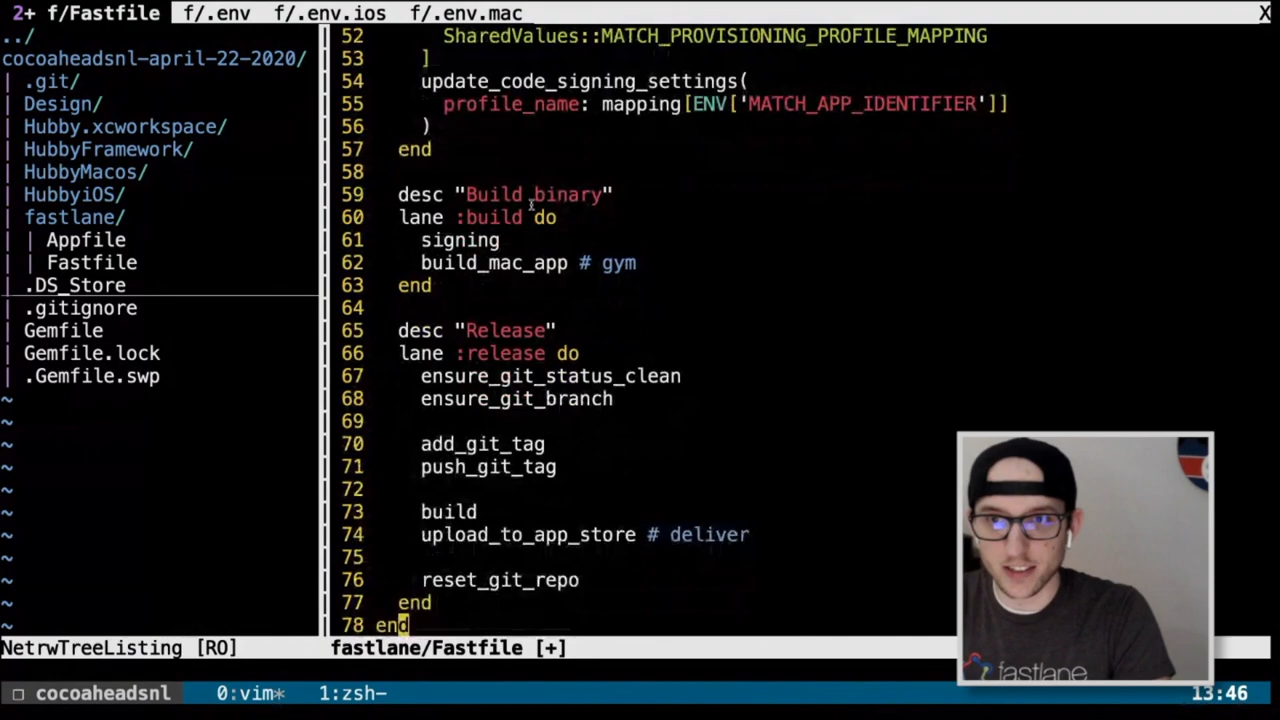 2+ f/Fastfile f/.env f/.env.ios f/.env.mac X
../
cocoaheadsnl-april-22-2020/
| .git/
| Design/
| Hubby.xcworkspace/
| HubbyFramework/
| HubbyMacos/
| HubbyiOS/
| fastlane/
| | Appfile
| | Fastfile
| .DS_Store
| .gitignore
| Gemfile
| Gemfile.lock
| .Gemfile.swp
~
~
~
~
~
~
~
~
~
~
~
52 SharedValues::MATCH_PROVISIONING_PROFILE_MAPPING
53 ]
54 update_code_signing_settings(
55 profile_name: mapping[ENV['MATCH_APP_IDENTIFIER']]
56 )
57 end
58
59 desc "Build binary"
60 lane :build do
61 signing
62 build_mac_app # gym
63 end
64
65 desc "Release"
66 lane :release do
67 ensure_git_status_clean
68 ensure_git_branch
69
70 add_git_tag
71 push_git_tag
72
73 build
74 upload_to_app_store # deliver
75
76 reset_git_repo
77 end
78 end
NetrwTreeListing [RO] fastlane/Fastfile [+]
fastlane
□ cocoaheadsnl 0:vim* 1:zsh- 13:46